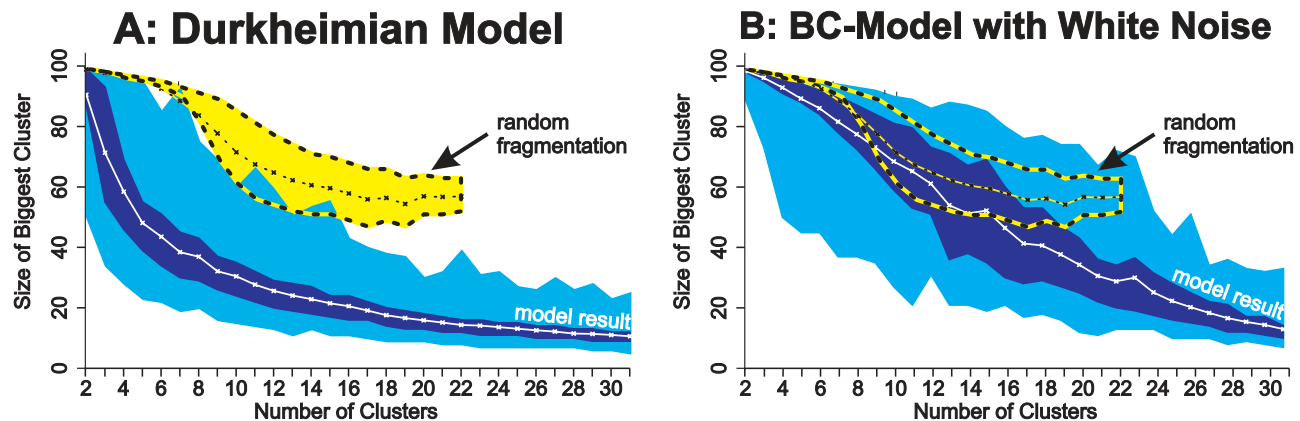 A: Durkheimian Model
Size of Biggest Cluster
100
80
60
40
20
0
random
fragmentation
model result
2 4 6 8 10 12 14 16 18 20 22 24 26 28 30
Number of Clusters
B: BC-Model with White Noise
Size of Biggest Cluster
100
80
60
40
20
0
random
fragmentation
model result
2 4 6 8 10 12 14 16 18 20 22 24 26 28 30
Number of Clusters